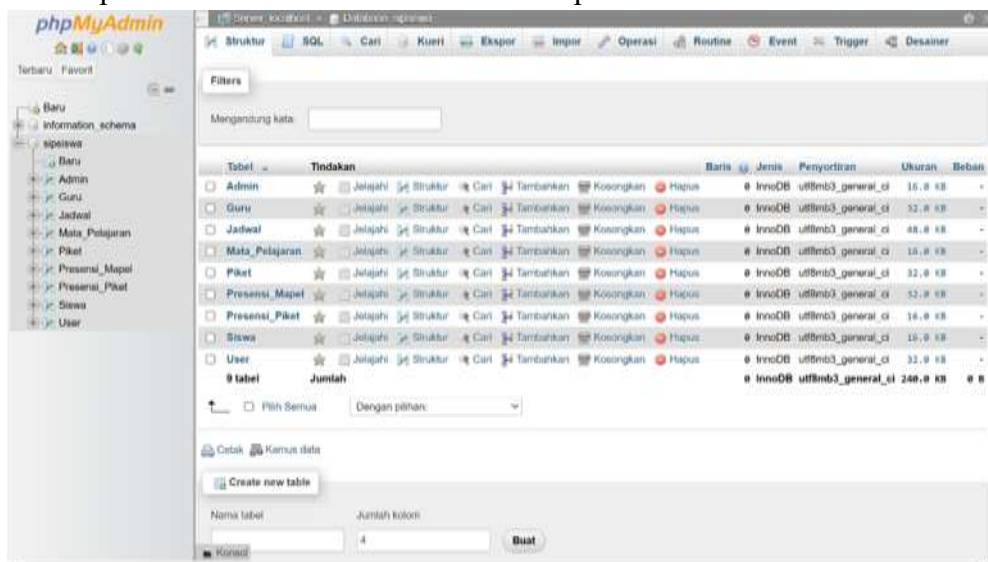 phpMyAdmin
Terbaru Favorit
Baru
information_schema
sipsiswa
Baru
Admin
Guru
Jadwal
Mata_Pelajaran
Piket
Presensi_Mapel
Presensi_Piket
Siswa
User
Server: localhost » Database: sipsiswa
Struktur SQL Cari Kueri Ekspor Impor Operasi Routine Event Trigger Desainer
Filters
Mengandung kata:
Tabel Tindakan Baris Jenis Penyortiran Ukuran Beban
Admin Jelajahi Struktur Cari Tambahkan Kosongkan Hapus 0 InnoDB utf8mb3_general_ci 16.0 KB -
Guru Jelajahi Struktur Cari Tambahkan Kosongkan Hapus 0 InnoDB utf8mb3_general_ci 32.0 KB -
Jadwal Jelajahi Struktur Cari Tambahkan Kosongkan Hapus 0 InnoDB utf8mb3_general_ci 48.0 KB -
Mata_Pelajaran Jelajahi Struktur Cari Tambahkan Kosongkan Hapus 0 InnoDB utf8mb3_general_ci 16.0 KB -
Piket Jelajahi Struktur Cari Tambahkan Kosongkan Hapus 0 InnoDB utf8mb3_general_ci 32.0 KB -
Presensi_Mapel Jelajahi Struktur Cari Tambahkan Kosongkan Hapus 0 InnoDB utf8mb3_general_ci 32.0 KB -
Presensi_Piket Jelajahi Struktur Cari Tambahkan Kosongkan Hapus 0 InnoDB utf8mb3_general_ci 16.0 KB -
Siswa Jelajahi Struktur Cari Tambahkan Kosongkan Hapus 0 InnoDB utf8mb3_general_ci 16.0 KB -
User Jelajahi Struktur Cari Tambahkan Kosongkan Hapus 0 InnoDB utf8mb3_general_ci 32.0 KB -
9 tabel Jumlah 0 InnoDB utf8mb3_general_ci 240.0 KB 0 B
Pilih Semua Dengan pilihan:
Cetak Kamus data
Create new table
Nama tabel Jumlah kolom
4 Buat
Konsol